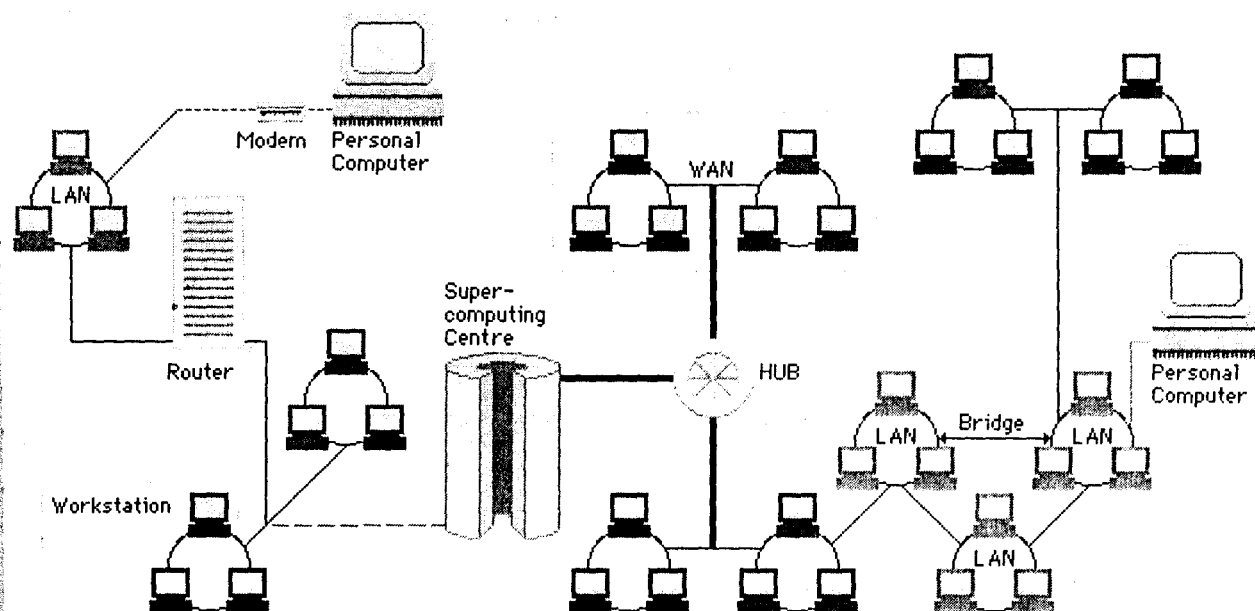 Modem
Personal
Computer
LAN
WAN
Router
Super-
computing
Centre
HUB
Personal
Computer
LAN
Bridge
LAN
Workstation
LAN